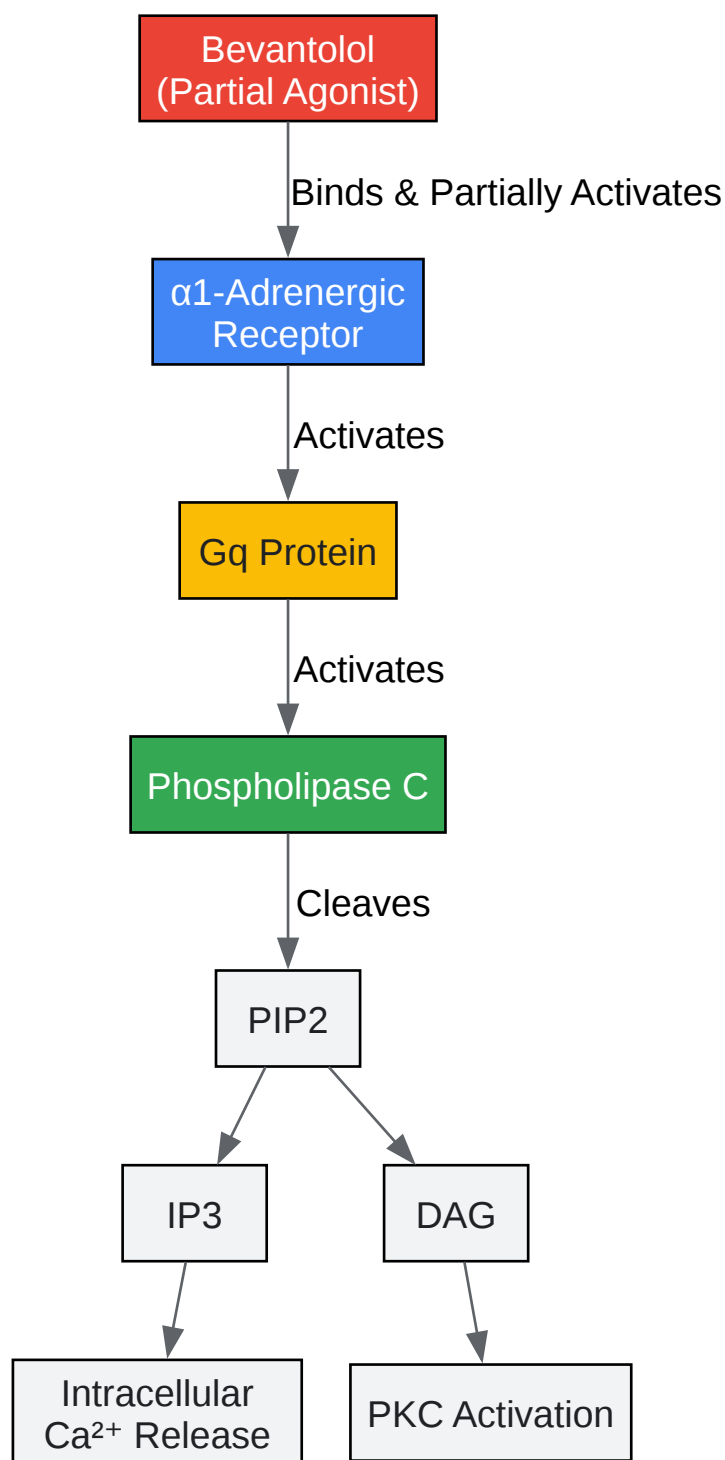 Bevantolol
(Partial Agonist)
Binds & Partially Activates
α1-Adrenergic
Receptor
Activates
Gq Protein
Activates
Phospholipase C
Cleaves
PIP2
IP3
DAG
Intracellular
Ca²⁺ Release
PKC Activation